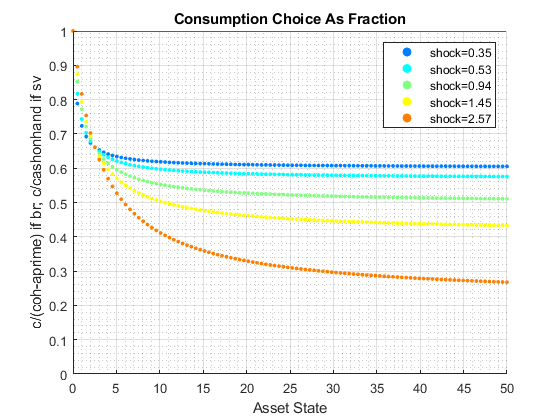 Consumption Choice As Fraction
c/(coh-aprime) if br, c/cashonhand if sv
1
0.9
0.8
0.7
0.6
0.5
0.4
0.3
0.2
0.1
0
shock=0.35
shock=0.53
shock=0.94
shock=1.45
shock=2.57
0 5 10 15 20 25 30 35 40 45 50
Asset State